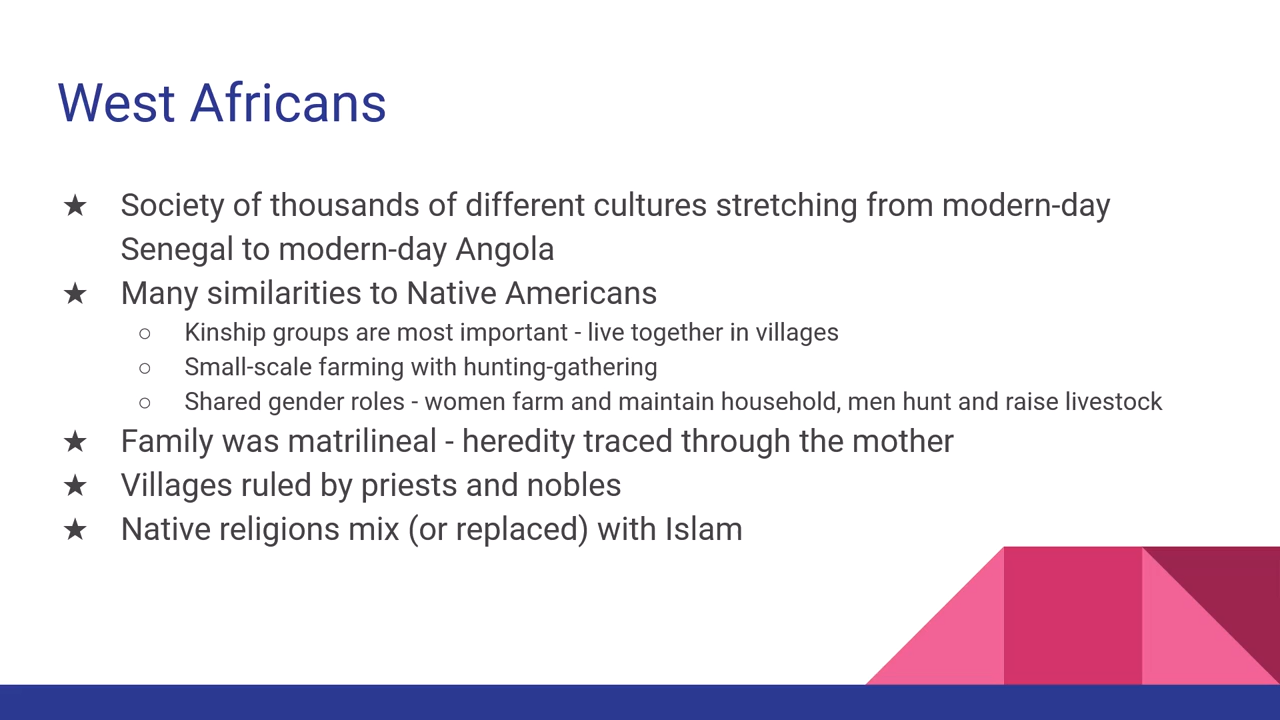 West Africans
★ Society of thousands of different cultures stretching from modern-day
Senegal to modern-day Angola
★ Many similarities to Native Americans
○ Kinship groups are most important - live together in villages
○ Small-scale farming with hunting-gathering
○ Shared gender roles - women farm and maintain household, men hunt and raise livestock
★ Family was matrilineal - heredity traced through the mother
★ Villages ruled by priests and nobles
★ Native religions mix (or replaced) with Islam